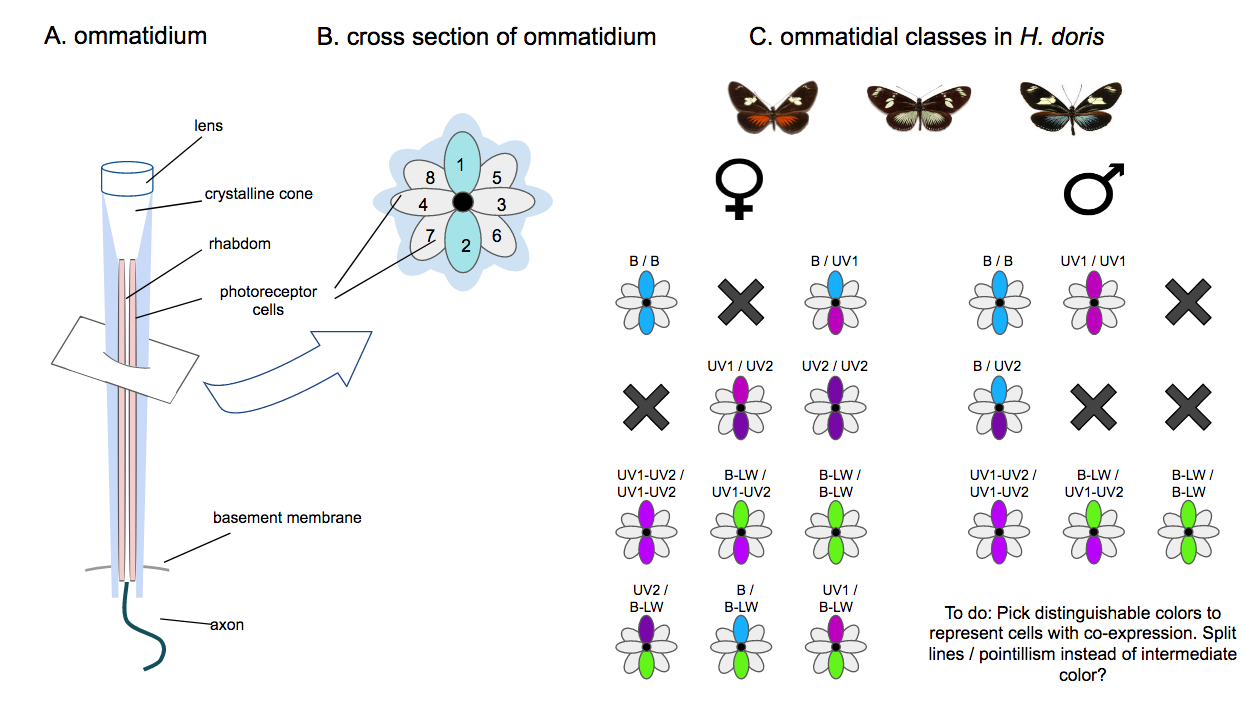 A. ommatidium
B. cross section of ommatidium
C. ommatidial classes in H. doris
lens
crystalline cone
rhabdom
photoreceptor
cells
basement membrane
axon
1
8
5
4
3
7
6
2
♀
♂
B / B
B / UV1
B / B
UV1 / UV1
UV1 / UV2
UV2 / UV2
B / UV2
UV1-UV2 /
UV1-UV2
B-LW /
UV1-UV2
B-LW /
B-LW
UV1-UV2 /
UV1-UV2
B-LW /
UV1-UV2
B-LW /
B-LW
UV2 /
B-LW
B /
B-LW
UV1 /
B-LW
To do: Pick distinguishable colors to
represent cells with co-expression. Split
lines / pointillism instead of intermediate
color?